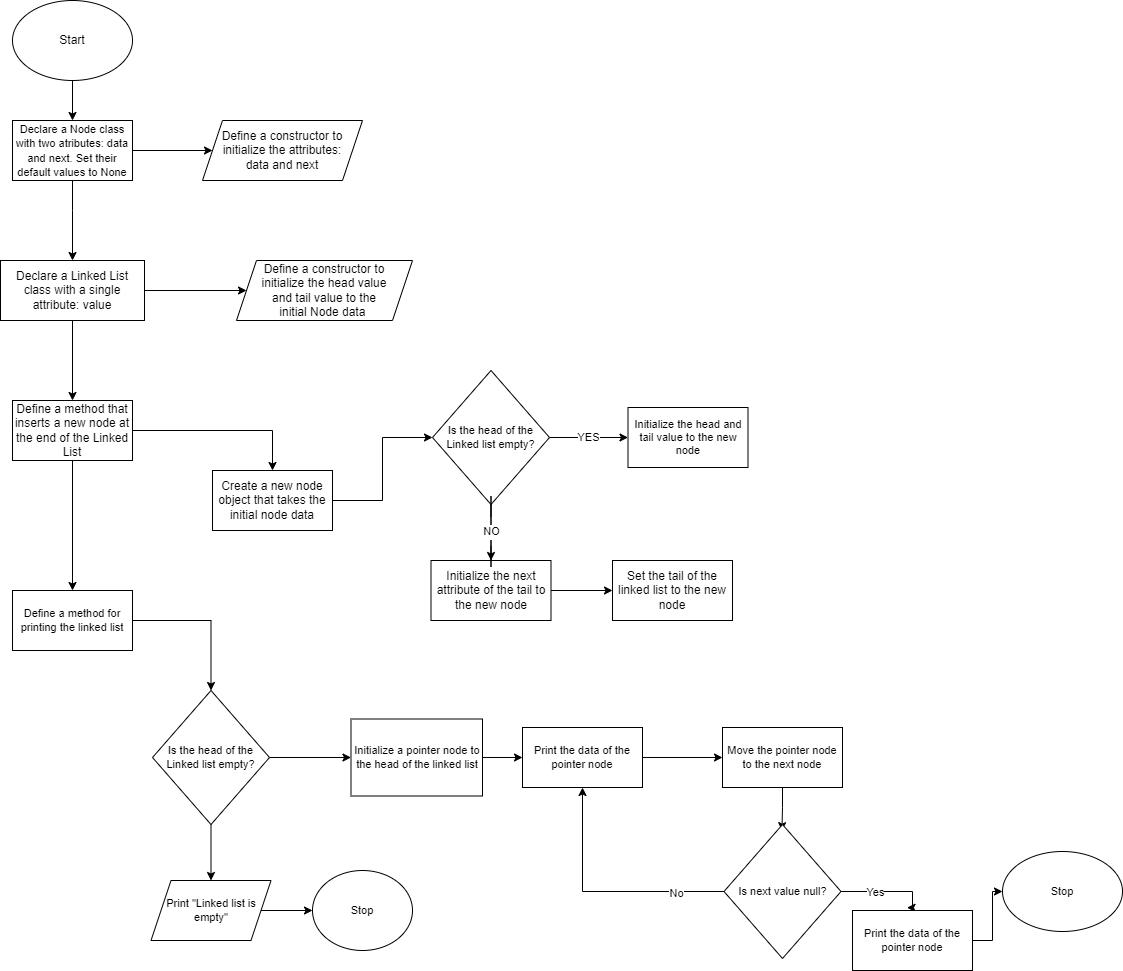 Start
Declare a Node class
with two atributes: data
and next. Set their
default values to None
Define a constructor to
initialize the attributes:
data and next
Declare a Linked List
class with a single
attribute: value
Define a constructor to
initialize the head value
and tail value to the
initial Node data
Define a method that
inserts a new node at
the end of the Linked
List
Create a new node
object that takes the
initial node data
Is the head of the
Linked list empty?
YES
Initialize the head and
tail value to the new
node
NO
Initialize the next
attribute of the tail to
the new node
Set the tail of the
linked list to the new
node
Define a method for
printing the linked list
Is the head of the
Linked list empty?
Initialize a pointer node to
the head of the linked list
Print the data of the
pointer node
Move the pointer node
to the next node
Is next value null?
No
Yes
Print the data of the
pointer node
Stop
Print "Linked list is
empty"
Stop